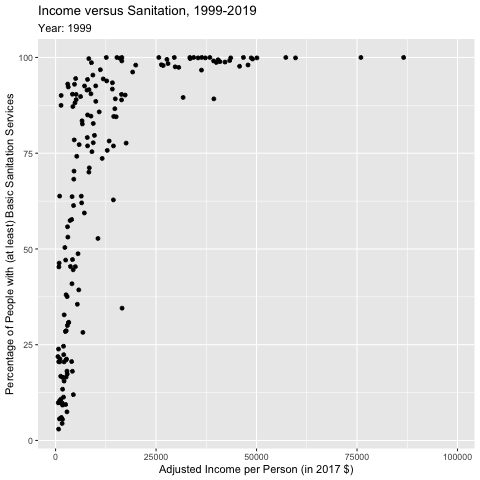 Income versus Sanitation, 1999-2019
Year: 1999
Percentage of People with (at least) Basic Sanitation Services
100
75
50
25
0
0 25000 50000 75000 100000
Adjusted Income per Person (in 2017 $)